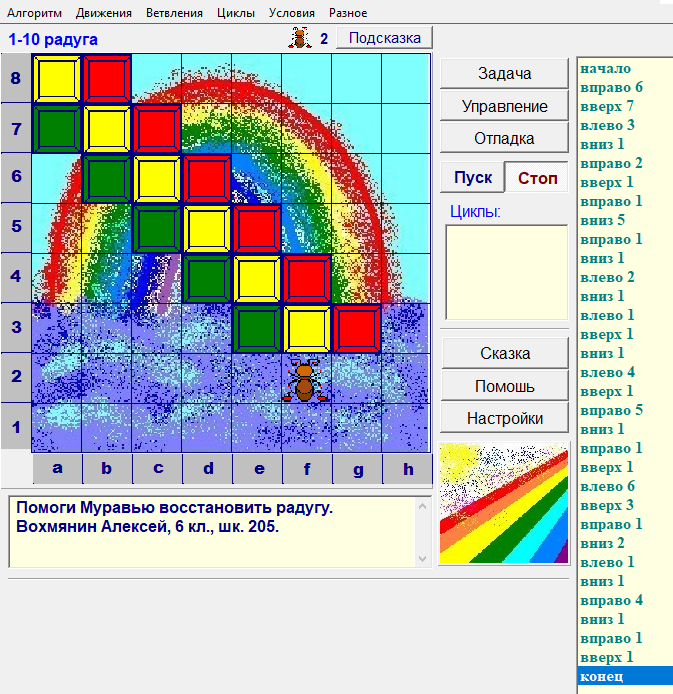 Алгоритм Движения Ветвления Циклы Условия Разное
1-10 радуга
2 Подсказка
8
7
6
5
4
3
2
1
a b c d e f g h
Помоги Муравью восстановить радугу.
Вохмянин Алексей, 6 кл., шк. 205.
Задача
Управление
Отладка
Пуск Стоп
Циклы:
Сказка
Помошь
Настройки
начало
вправо 6
вверх 7
влево 3
вниз 1
вправо 2
вверх 1
вправо 1
вниз 5
вправо 1
вниз 1
влево 2
вниз 1
влево 1
вверх 1
вниз 1
влево 4
вверх 1
вправо 5
вниз 1
вправо 1
вверх 1
влево 6
вверх 3
вправо 1
вниз 2
влево 1
вниз 1
вправо 4
вниз 1
вправо 1
вверх 1
конец